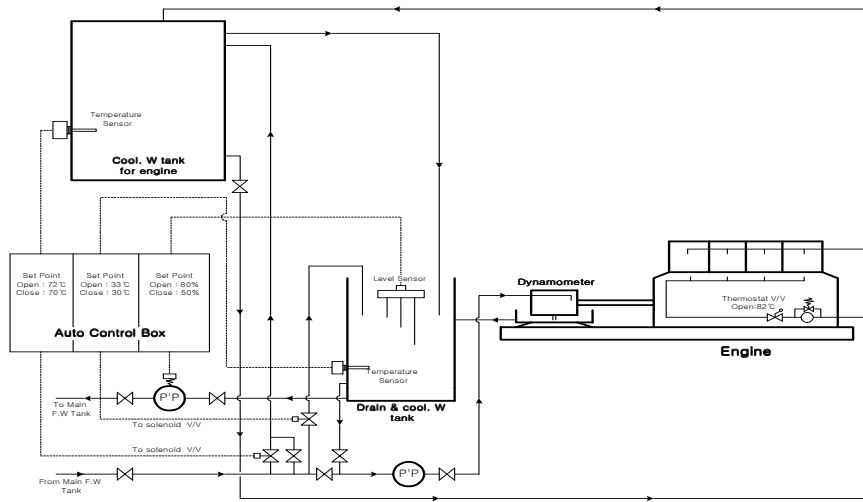 Temperature
Sensor
Cool. W tank
for engine
Set Point
Open : 72℃
Close : 70℃
Set Point
Open : 33℃
Close : 30℃
Set Point
Open : 80%
Close : 50%
Auto Control Box
Level Sensor
Temperature
Sensor
Drain & cool. W
tank
Dynamometer
Thermostat V/V
Open:82℃
Engine
P'P
To Main
F.W Tank
To solenoid V/V
To solenoid V/V
From Main F.W
Tank
P'P